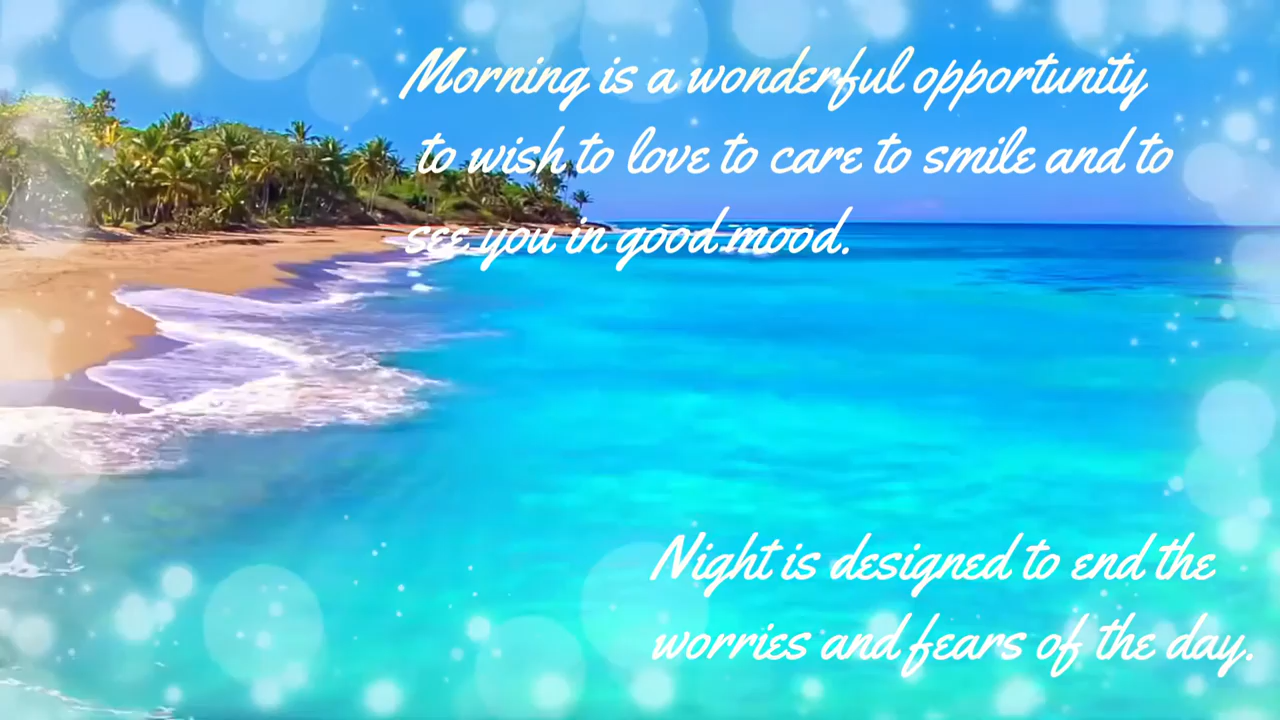 Morning is a wonderful opportunity
to wish to love to care to smile and to
see you in good mood.
Night is designed to end the
worries and fears of the day.